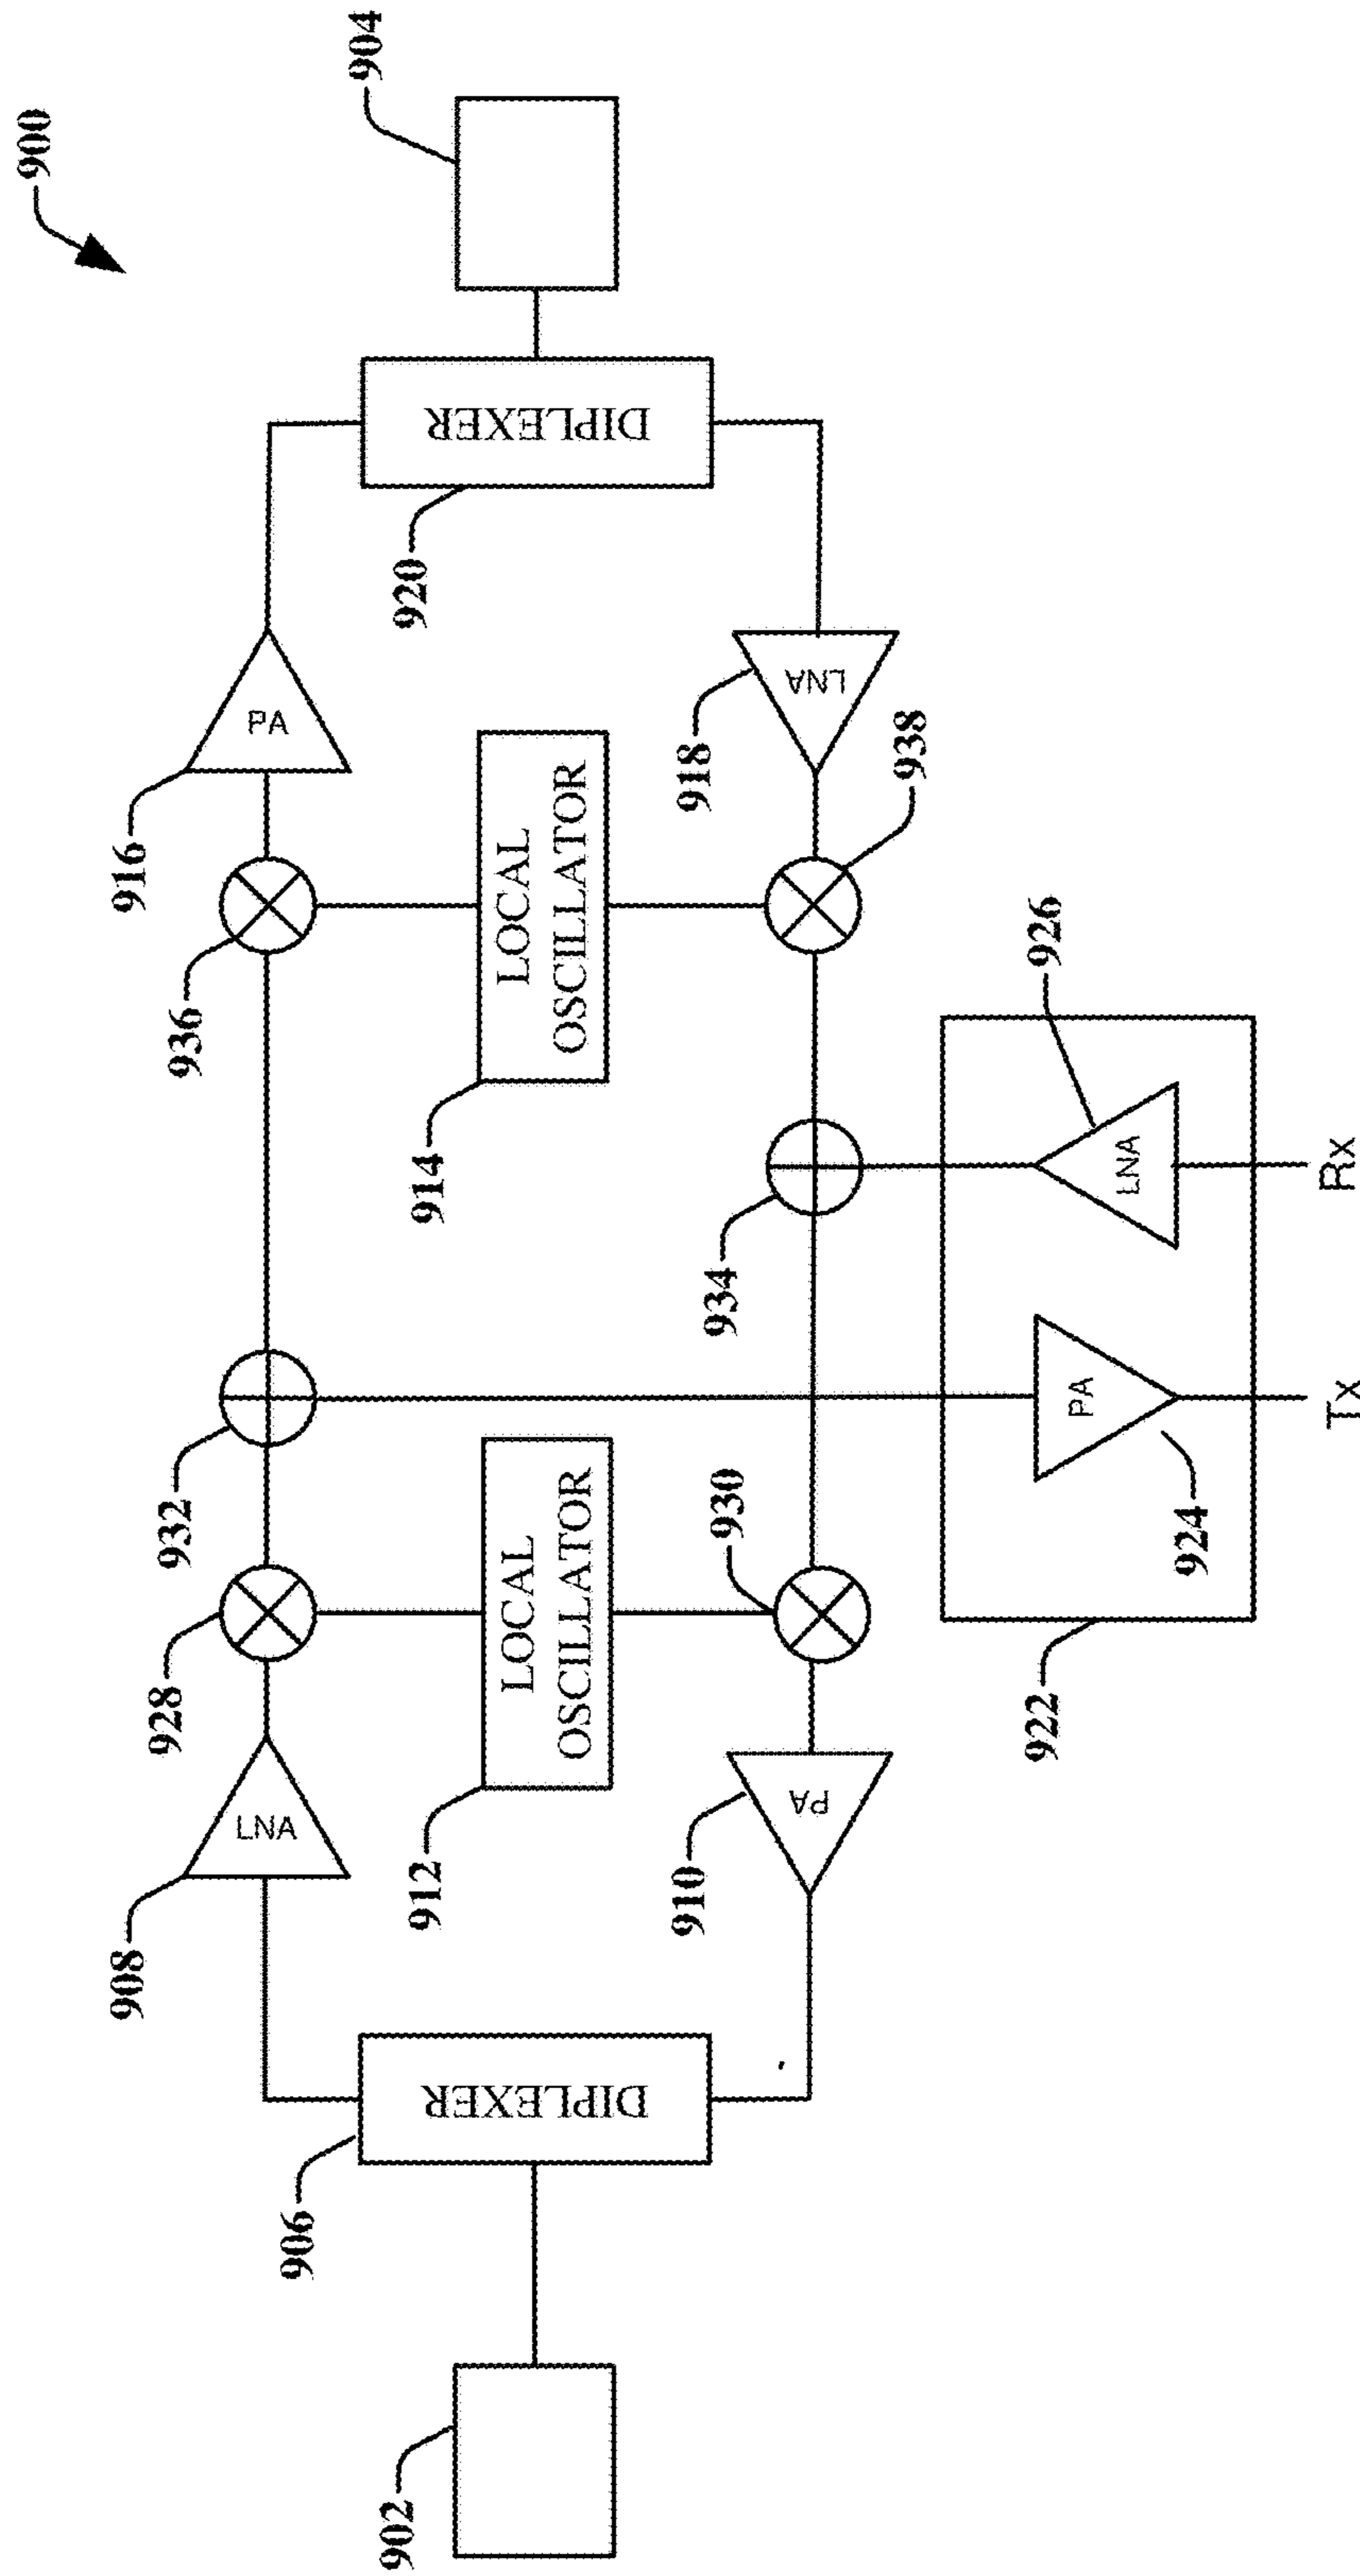 900
902
906
DIPLEXER
908
LNA
928
932
936
916
PA
904
920
DIPLEXER
912
LOCAL
OSCILLATOR
914
LOCAL
OSCILLATOR
910
PA
930
934
938
918
LNA
922
924
PA
926
LNA
Tx
Rx